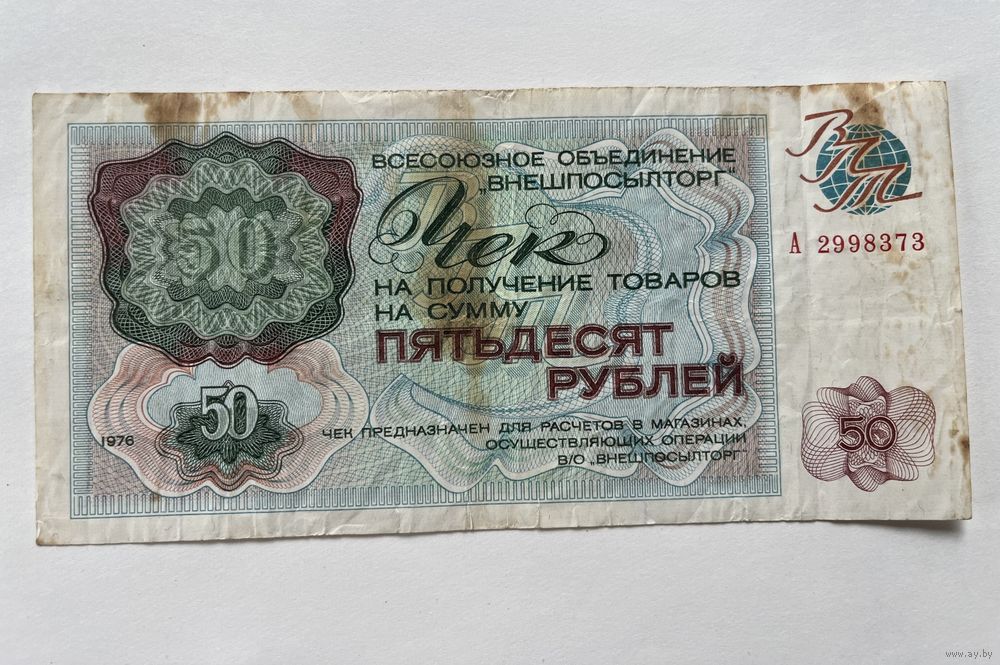 ВСЕСОЮЗНОЕ ОБЪЕДИНЕНИЕ
„ВНЕШПОСЫЛТОРГ"
Чек
НА ПОЛУЧЕНИЕ ТОВАРОВ
НА СУММУ
ПЯТЬДЕСЯТ
РУБЛЕЙ
ЧЕК ПРЕДНАЗНАЧЕН ДЛЯ РАСЧЕТОВ В МАГАЗИНАХ,
ОСУЩЕСТВЛЯЮЩИХ ОПЕРАЦИИ
В/О „ВНЕШПОСЫЛТОРГ"
50
50
1976
ВПТ
А 2998373
50
www.ay.by